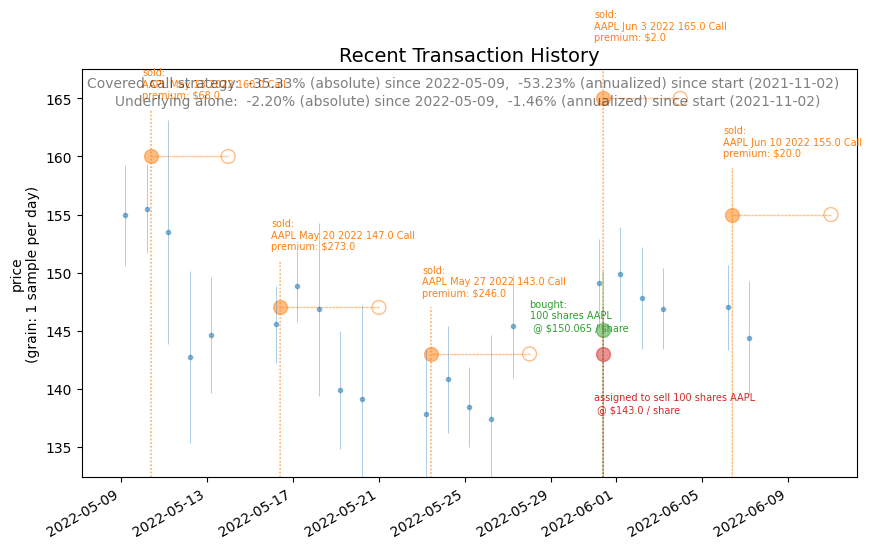 sold:
AAPL Jun 3 2022 165.0 Call
premium: $2.0
Recent Transaction History
sold:
AAPL May 13 2022 160.0 Call
premium: $68.0
Covered call strategy: -35.33% (absolute) since 2022-05-09, -53.23% (annualized) since start (2021-11-02)
Underlying alone: -2.20% (absolute) since 2022-05-09, -1.46% (annualized) since start (2021-11-02)
sold:
AAPL Jun 10 2022 155.0 Call
premium: $20.0
sold:
AAPL May 20 2022 147.0 Call
premium: $273.0
sold:
AAPL May 27 2022 143.0 Call
premium: $246.0
bought:
100 shares AAPL
@ $150.065 / share
assigned to sell 100 shares AAPL
@ $143.0 / share
price
(grain: 1 sample per day)
165
160
155
150
145
140
135
2022-05-09
2022-05-13
2022-05-17
2022-05-21
2022-05-25
2022-05-29
2022-06-01
2022-06-05
2022-06-09